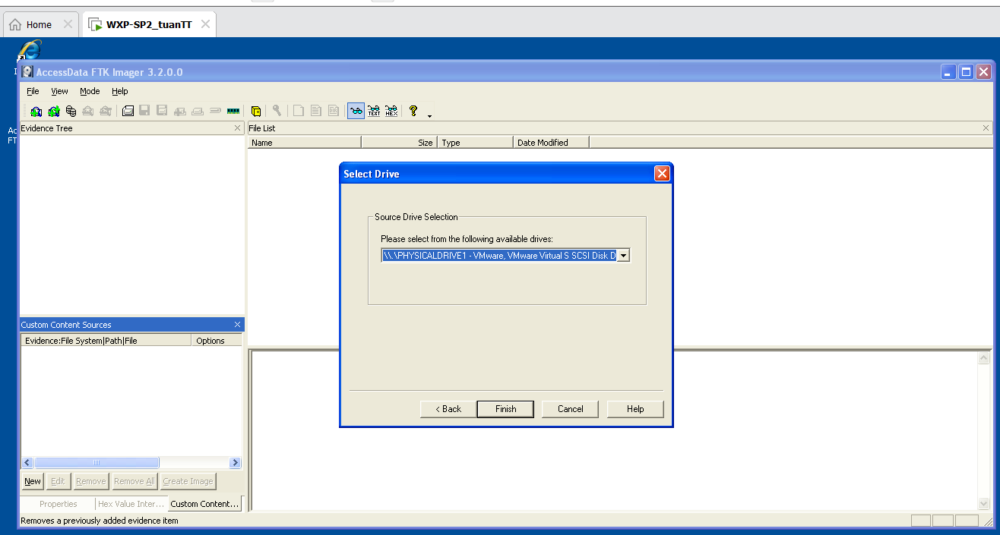 Home
WXP-SP2_tuanTT
AccessData FTK Imager 3.2.0.0
File View Mode Help
TEXT HEX
Evidence Tree
File List
Name Size Type Date Modified
Select Drive
Source Drive Selection
Please select from the following available drives:
\\.\PHYSICALDRIVE1 - VMware, VMware Virtual S SCSI Disk D
< Back Finish Cancel Help
Custom Content Sources
Evidence:File System|Path|File Options
New Edit Remove Remove All Create Image
Properties Hex Value Inter... Custom Content...
Removes a previously added evidence item